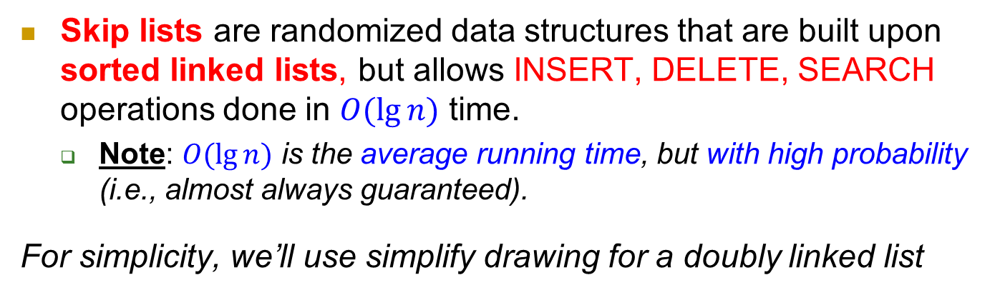 Skip lists are randomized data structures that are built upon
sorted linked lists, but allows INSERT, DELETE, SEARCH
operations done in O(lg n) time.
Note: O(lg n) is the average running time, but with high probability
(i.e., almost always guaranteed).
For simplicity, we’ll use simplify drawing for a doubly linked list